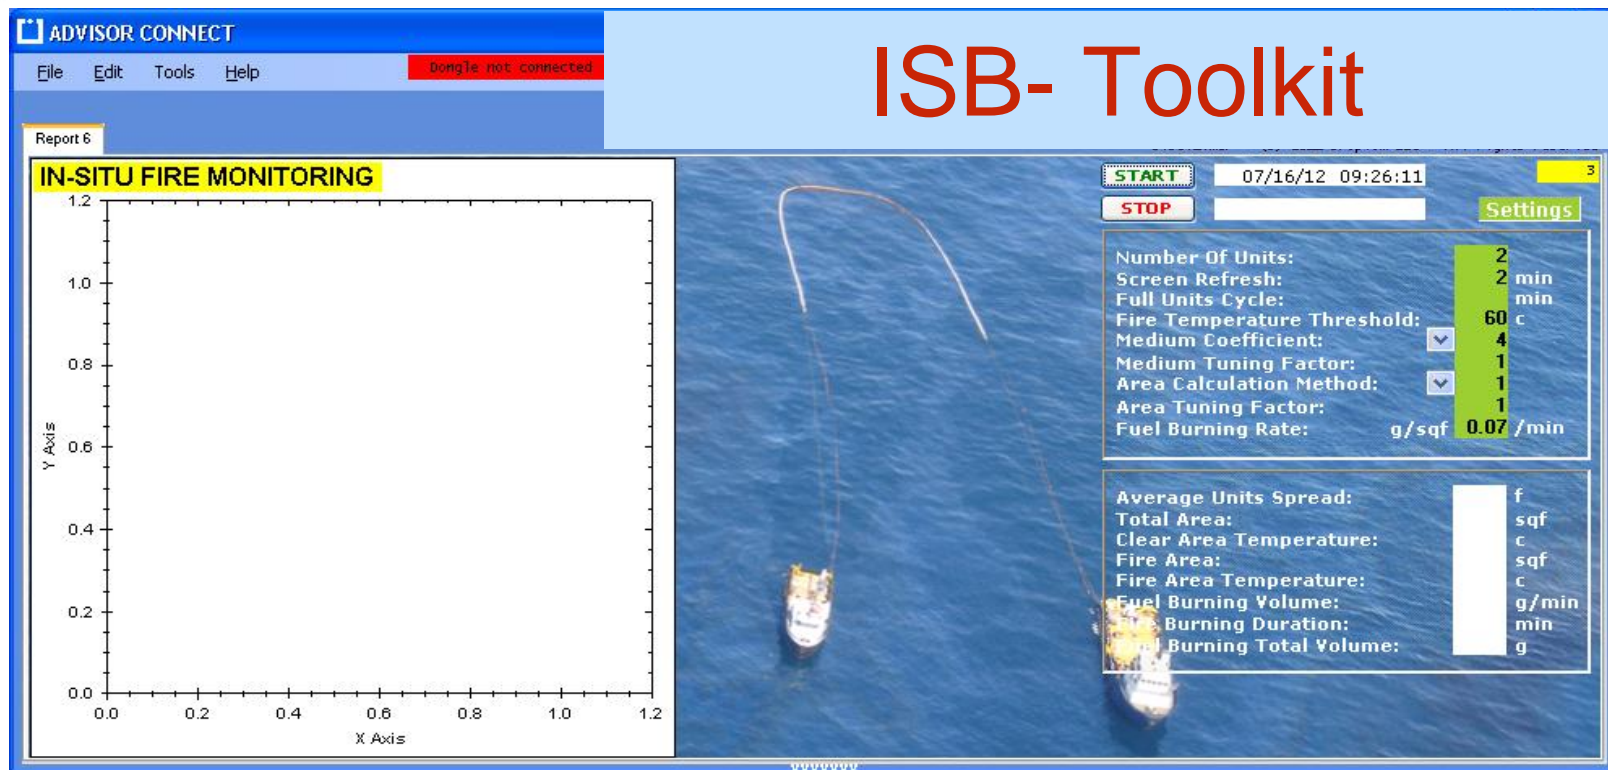 ADVISOR CONNECT
ISB- Toolkit
File Edit Tools Help
Dongle not connected
Report 6
IN-SITU FIRE MONITORING
START 07/16/12 09:26:11 3
STOP Settings
Number Of Units: 2
Screen Refresh: 2 min
Full Units Cycle: min
Fire Temperature Threshold: 60 c
Medium Coefficient: 4
Medium Tuning Factor: 1
Area Calculation Method: 1
Area Tuning Factor: 1
Fuel Burning Rate: g/sqf 0.07 /min
Average Units Spread: f
Total Area: sqf
Clear Area Temperature: c
Fire Area: sqf
Fire Area Temperature: c
Fuel Burning Volume: g/min
Fire Burning Duration: min
Fuel Burning Total Volume: g
1.2
1.0
0.8
0.6
0.4
0.2
0.0
Y Axis
0.0 0.2 0.4 0.6 0.8 1.0 1.2
X Axis